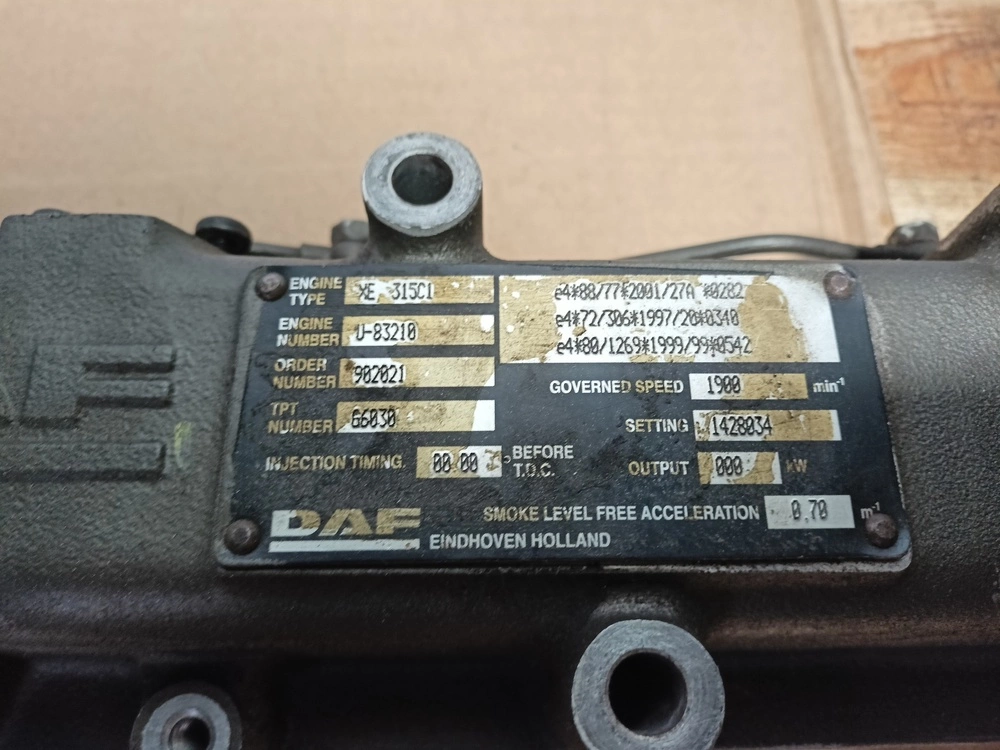 ENGINE TYPE XE 315C1
ENGINE NUMBER U-83210
ORDER NUMBER 902021
TPT NUMBER 66030
INJECTION TIMING. 00 00 ° BEFORE T.D.C.
e4*88/77*2001/27A *0282
e4*72/306*1997/20*0340
e4*80/1269*1999/99*0542
GOVERNED SPEED 1900 min⁻¹
SETTING 1428034
OUTPUT 000 kW
SMOKE LEVEL FREE ACCELERATION 0.70 m⁻¹
DAF
EINDHOVEN HOLLAND